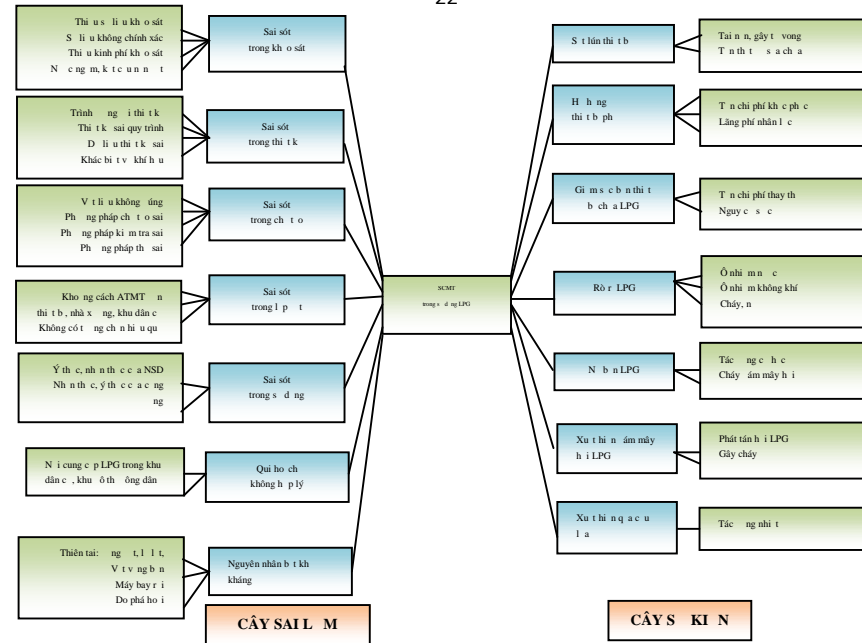 22
Thi u s  li u kh o sát
S  li u không chính xác
Thi u kinh phí kh o sát
N  c ng m, k t c u n n  t
Sai sót
trong kh o sát
Trình   ng  i thi t k
Thi t k  sai quy trình
D  li u thi t k  sai
Khác bi t v  khí h u
Sai sót
trong thi t k
V t li u không  úng
Ph  ng pháp ch  t o sai
Ph  ng pháp ki m tra sai
Ph  ng pháp th  sai
Sai sót
trong ch  t o
Kho ng cách ATMT  n
thi t b , nhà x  ng, khu dân c
Không có t  ng ch n hi u qu
Sai sót
trong l p  t
Ý th c, nh n th c c a NSD
Nh n th c, ý th c c a c ng
ng
Sai sót
trong s  d ng
N i cung c p LPG trong khu
dân c , khu  ô th   ông dân
Qui ho ch
không h p lý
Thiên tai:  ng  t, l  l t,
V t v ng b n
Máy bay r i
Do phá ho i
Nguyên nhân b t kh
kháng
CÂY SAI L M
SCMT
trong s  d ng LPG
S t lún thi t b
Tai n n, gây t  vong
T n th t   s a ch a
H  h ng
thi t b  ph
T n chi phí kh c ph c
Lãng phí nhân l c
Gi m s c b n thi t
b  ch a LPG
T n chi phí thay th
Nguy c  s  c
Rò r  LPG
Ô nhi m n  c
Ô nhi m không khí
Cháy, n
N  b n LPG
Tác  ng c  h c
Cháy  ám mây h i
Xu t hi n  ám mây
h i LPG
Phát tán h i LPG
Gây cháy
Xu t hi n q a c u
l a
Tác  ng nhi t
CÂY S  KI N